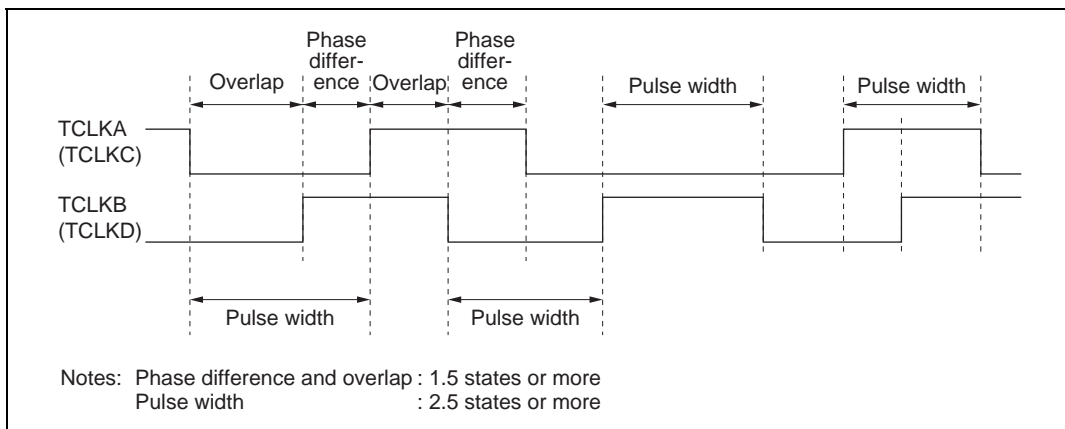 Phase
differ-
ence
Phase
differ-
ence
Overlap
Overlap
Pulse width
Pulse width
TCLKA
(TCLKC)
TCLKB
(TCLKD)
Pulse width
Pulse width
Notes: Phase difference and overlap : 1.5 states or more
Pulse width : 2.5 states or more